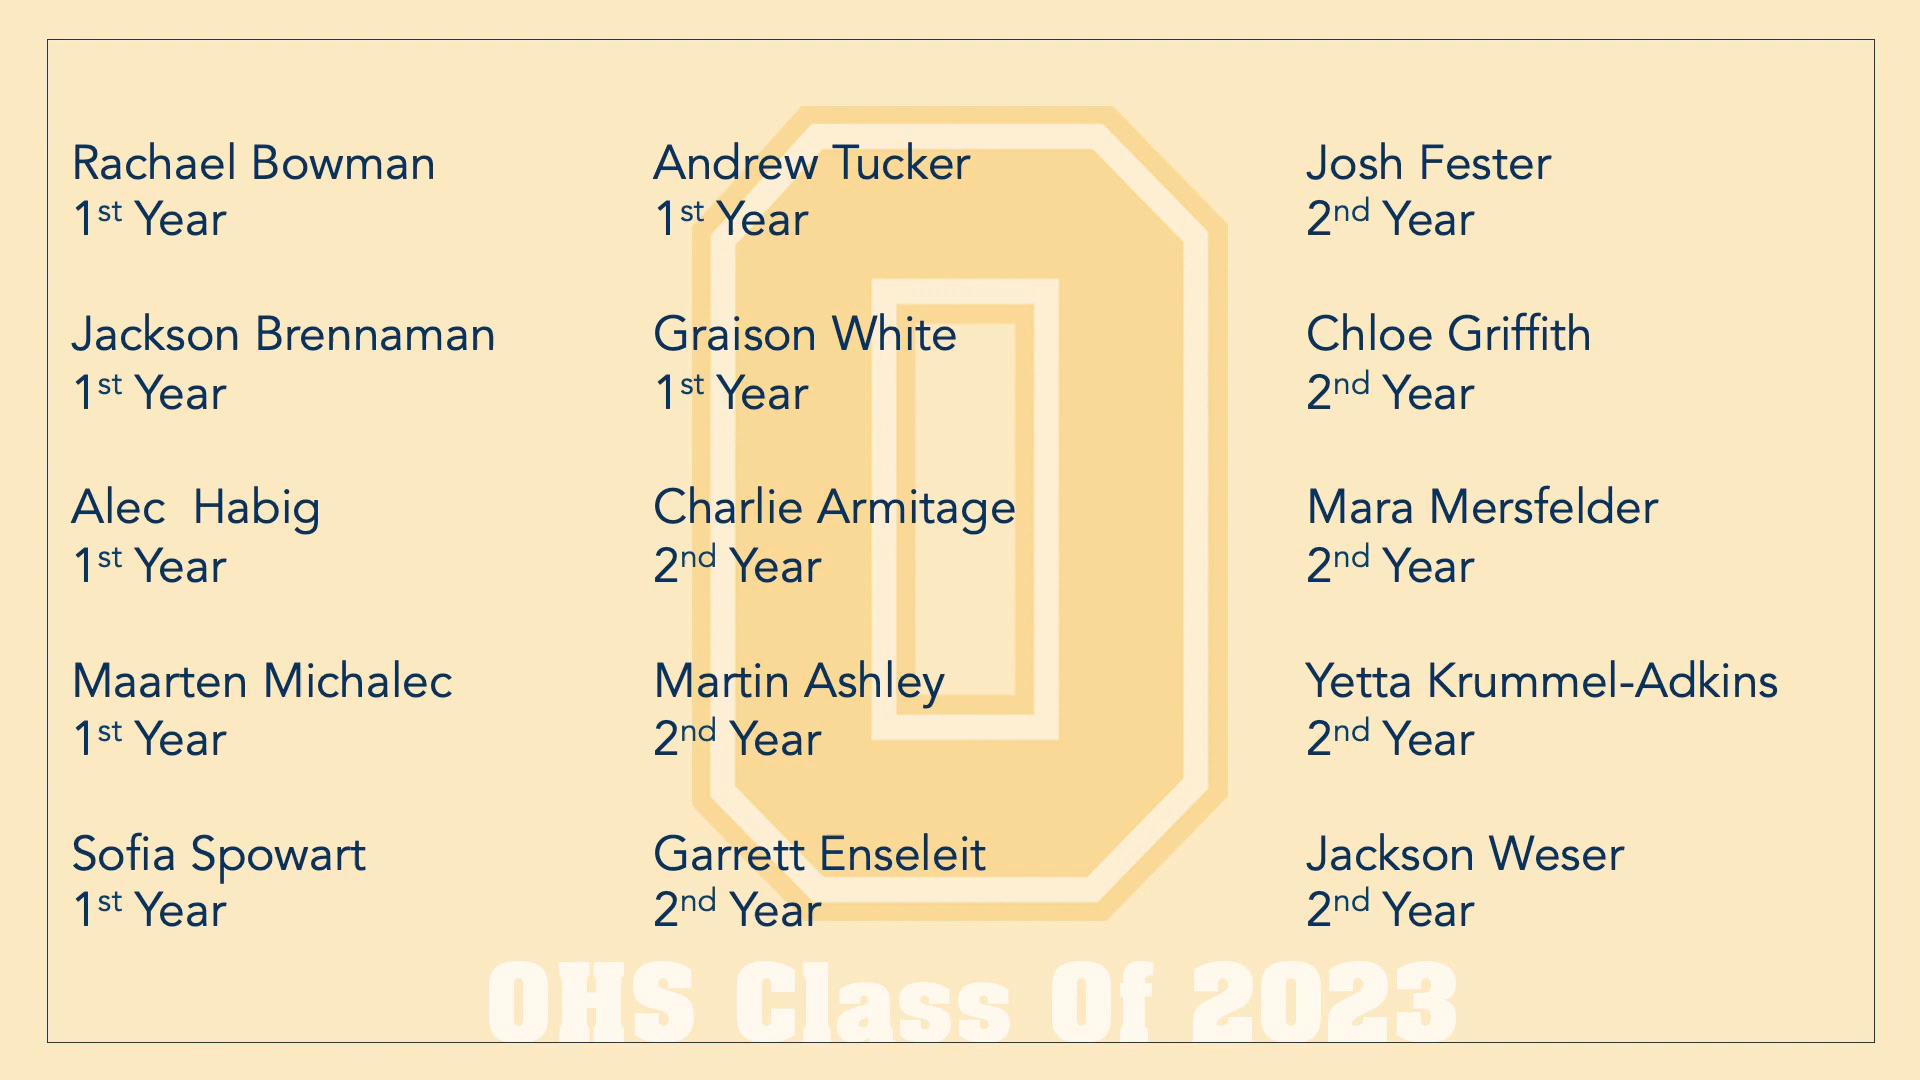 Rachael Bowman
1st Year
Jackson Brennaman
1st Year
Alec  Habig
1st Year
Maarten Michalec
1st Year
Sofia Spowart
1st Year
Andrew Tucker
1st Year
Graison White
1st Year
Charlie Armitage
2nd Year
Martin Ashley
2nd Year
Garrett Enseleit
2nd Year
Josh Fester
2nd Year
Chloe Griffith
2nd Year
Mara Mersfelder
2nd Year
Yetta Krummel-Adkins
2nd Year
Jackson Weser
2nd Year
O
OHS Class Of 2023